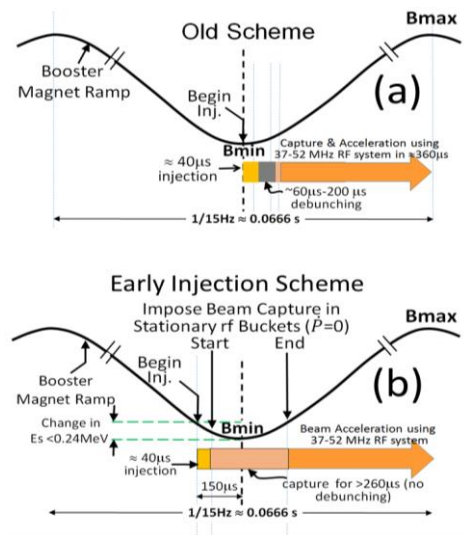 Bmax
Old Scheme
Booster
Magnet Ramp
(a)
Begin
Inj.
Bmin
Capture & Acceleration using
37-52 MHz RF system in ≈360µs
≈ 40µs
injection
~60µs-200 µs
debunching
1/15Hz ≈ 0.0666 s
Early Injection Scheme
Impose Beam Capture in
Stationary rf Buckets (Ṗ=0)
Start End
Bmax
Begin
Inj.
Booster
Magnet Ramp
(b)
Change in
Es <0.24MeV
Bmin
Beam Acceleration using
37-52 MHz RF system
≈ 40µs
injection
150µs
capture for >260µs (no
debunching)
1/15Hz ≈ 0.0666 s